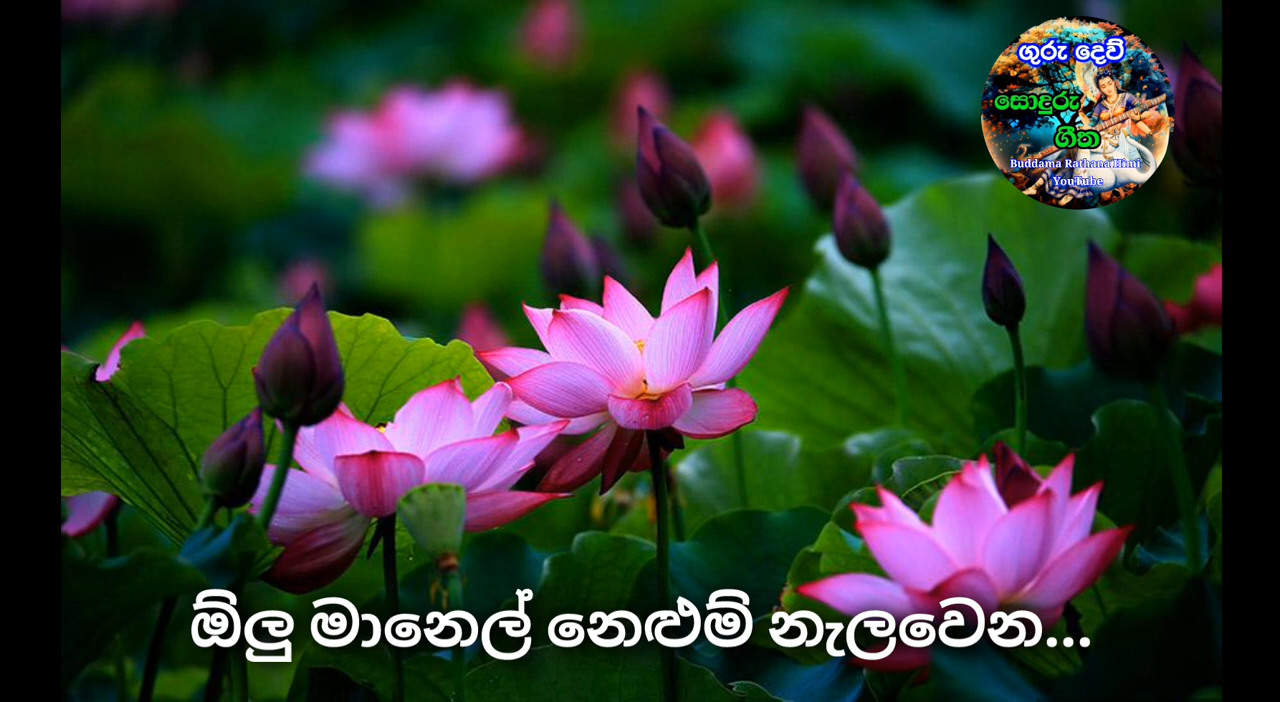 ගුරු දෙව්
සොඳුරු
ගීත
Buddama Rathana Himi
YouTube
ඕලු මානෙල් නෙළුම් නැලවෙන...